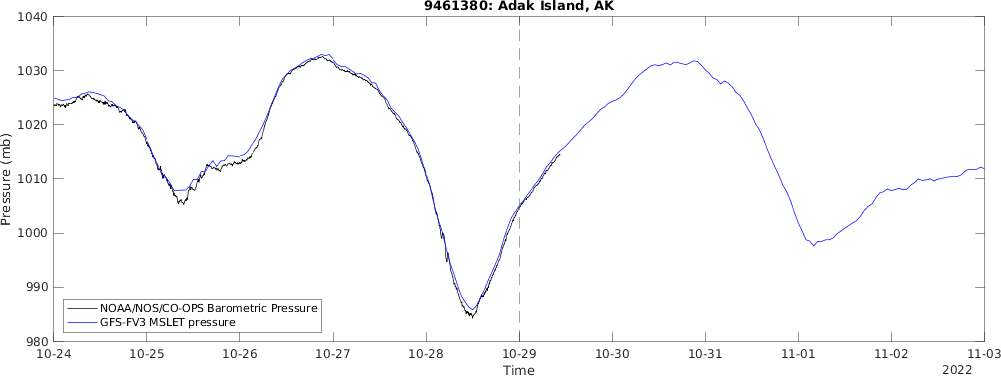 9461380: Adak Island, AK
1040
1030
1020
1010
1000
990
980
Pressure (mb)
NOAA/NOS/CO-OPS Barometric Pressure
GFS-FV3 MSLET pressure
10-24 10-25 10-26 10-27 10-28 10-29 10-30 10-31 11-01 11-02 11-03
Time
2022